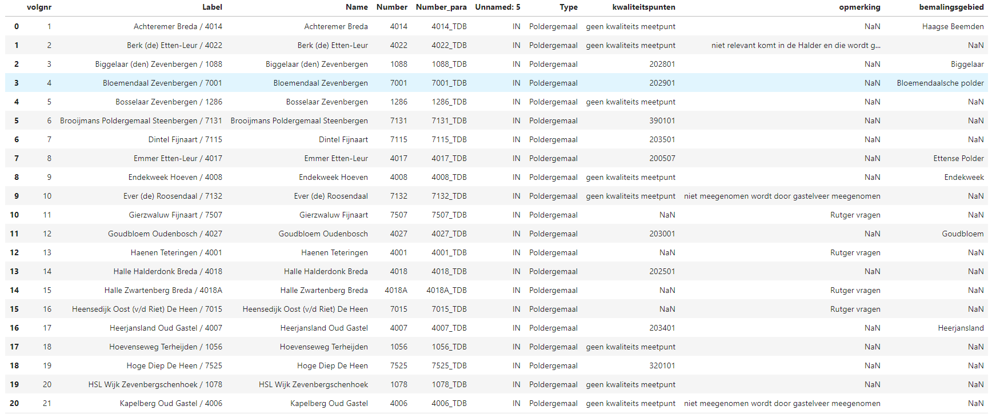 volgnr Label Name Number Number_para Unnamed: 5 Type kwaliteitspunten opmerking bemalingsgebied
0 1 Achteremer Breda / 4014 Achteremer Breda 4014 4014_TDB IN Poldergemaal geen kwaliteits meetpunt NaN Haagse Beemden
1 2 Berk (de) Etten-Leur / 4022 Berk (de) Etten-Leur 4022 4022_TDB IN Poldergemaal geen kwaliteits meetpunt niet relevant komt in de Halder en die wordt g... NaN
2 3 Biggelaar (den) Zevenbergen / 1088 Biggelaar (den) Zevenbergen 1088 1088_TDB IN Poldergemaal 202801 NaN Biggelaar
3 4 Bloemendaal Zevenbergen / 7001 Bloemendaal Zevenbergen 7001 7001_TDB IN Poldergemaal 202901 NaN Bloemendaalsche polder
4 5 Bosselaar Zevenbergen / 1286 Bosselaar Zevenbergen 1286 1286_TDB IN Poldergemaal geen kwaliteits meetpunt NaN NaN
5 6 Brooijmans Poldergemaal Steenbergen / 7131 Brooijmans Poldergemaal Steenbergen 7131 7131_TDB IN Poldergemaal 390101 NaN NaN
6 7 Dintel Fijnaart / 7115 Dintel Fijnaart 7115 7115_TDB IN Poldergemaal 203501 NaN NaN
7 8 Emmer Etten-Leur / 4017 Emmer Etten-Leur 4017 4017_TDB IN Poldergemaal 200507 NaN Ettense Polder
8 9 Endekweek Hoeven / 4008 Endekweek Hoeven 4008 4008_TDB IN Poldergemaal geen kwaliteits meetpunt NaN Endekweek
9 10 Ever (de) Roosendaal / 7132 Ever (de) Roosendaal 7132 7132_TDB IN Poldergemaal geen kwaliteits meetpunt niet meegenomen wordt door gastelveer meegenomen NaN
10 11 Gierzwaluw Fijnaart / 7507 Gierzwaluw Fijnaart 7507 7507_TDB IN Poldergemaal NaN Rutger vragen NaN
11 12 Goudbloem Oudenbosch / 4027 Goudbloem Oudenbosch 4027 4027_TDB IN Poldergemaal 203001 NaN Goudbloem
12 13 Haenen Teteringen / 4001 Haenen Teteringen 4001 4001_TDB IN Poldergemaal NaN Rutger vragen NaN
13 14 Halle Halderdonk Breda / 4018 Halle Halderdonk Breda 4018 4018_TDB IN Poldergemaal 202501 NaN NaN
14 15 Halle Zwartenberg Breda / 4018A Halle Zwartenberg Breda 4018A 4018A_TDB IN Poldergemaal NaN Rutger vragen NaN
15 16 Heensedijk Oost (v/d Riet) De Heen / 7015 Heensedijk Oost (v/d Riet) De Heen 7015 7015_TDB IN Poldergemaal NaN Rutger vragen NaN
16 17 Heerjansland Oud Gastel / 4007 Heerjansland Oud Gastel 4007 4007_TDB IN Poldergemaal 203401 NaN Heerjansland
17 18 Hoevenseweg Terheijden / 1056 Hoevenseweg Terheijden 1056 1056_TDB IN Poldergemaal geen kwaliteits meetpunt NaN NaN
18 19 Hoge Diep De Heen / 7525 Hoge Diep De Heen 7525 7525_TDB IN Poldergemaal 320101 NaN NaN
19 20 HSL Wijk Zevenbergschenhoek / 1078 HSL Wijk Zevenbergschenhoek 1078 1078_TDB IN Poldergemaal geen kwaliteits meetpunt NaN NaN
20 21 Kapelberg Oud Gastel / 4006 Kapelberg Oud Gastel 4006 4006_TDB IN Poldergemaal geen kwaliteits meetpunt niet meegenomen wordt door gastelveer meegenomen NaN